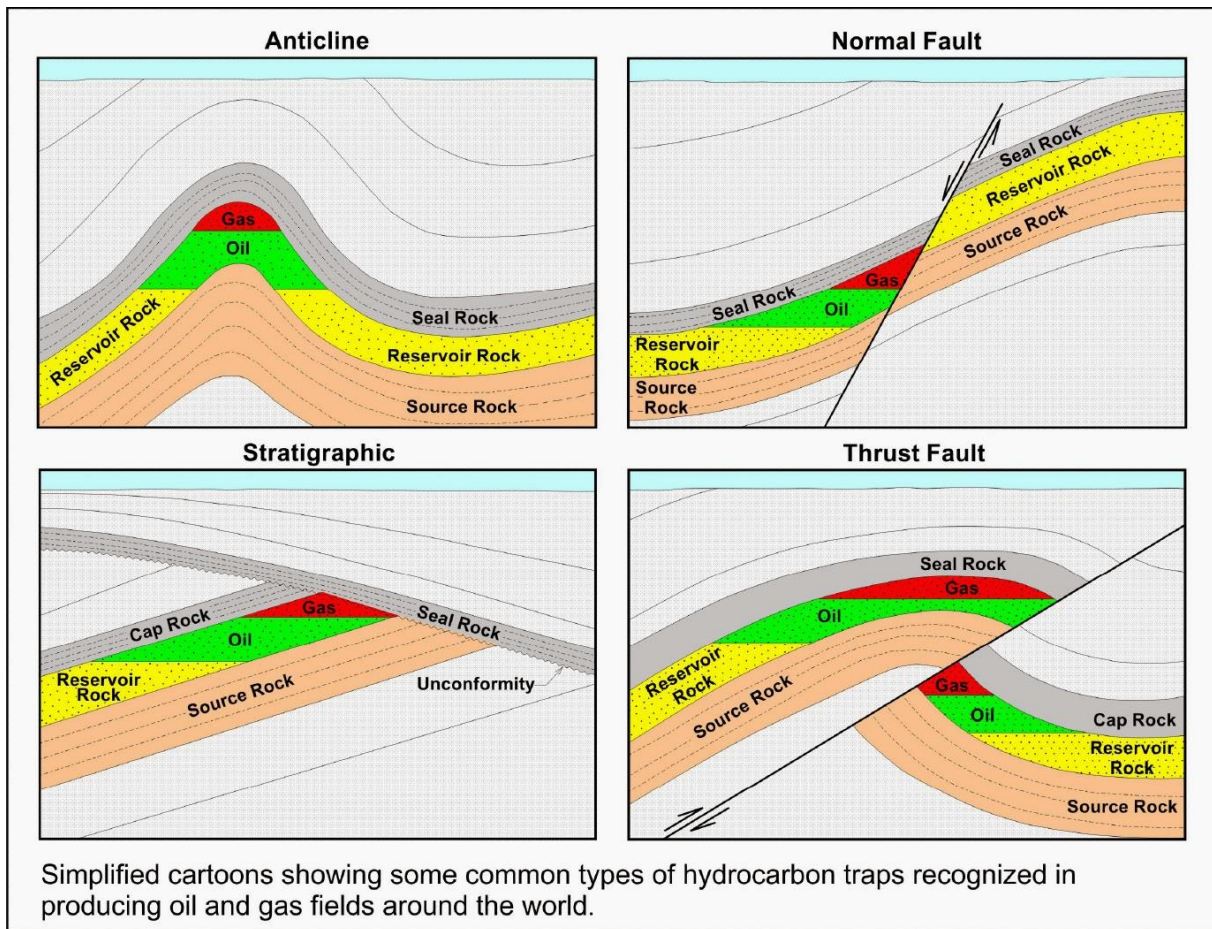 Anticline
Gas
Oil
Seal Rock
Reservoir Rock
Reservoir Rock
Source Rock
Normal Fault
Seal Rock
Reservoir Rock
Source Rock
Gas
Seal Rock
Oil
Reservoir
Rock
Source
Rock
Stratigraphic
Gas
Cap Rock
Seal Rock
Oil
Reservoir
Rock
Source Rock
Unconformity
Thrust Fault
Seal Rock
Gas
Oil
Reservoir
Rock
Source Rock
Gas
Oil
Cap Rock
Reservoir
Rock
Source Rock
Simplified cartoons showing some common types of hydrocarbon traps recognized in
producing oil and gas fields around the world.